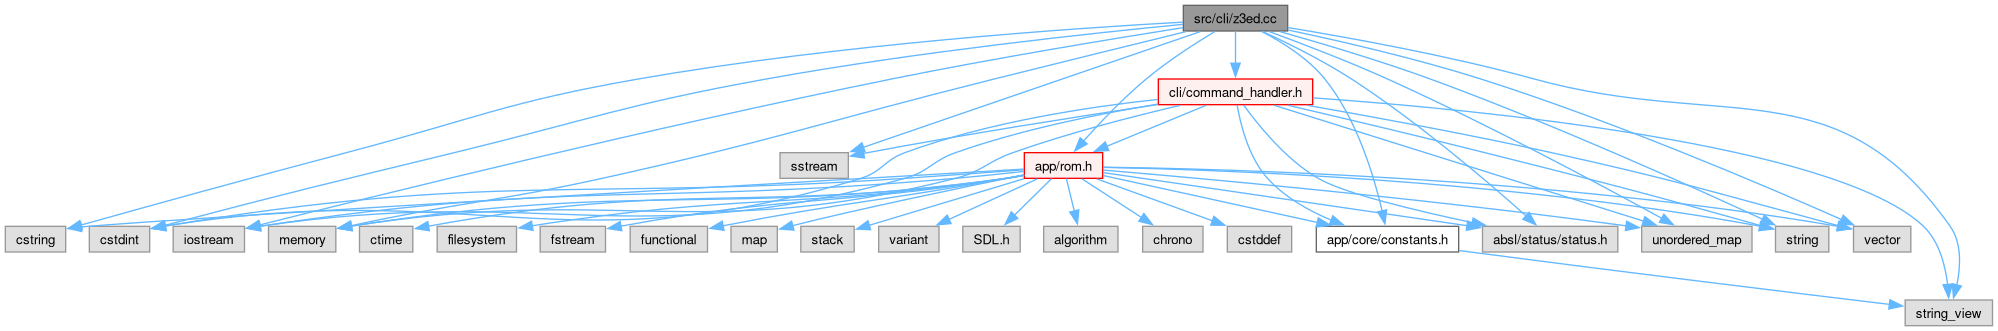 src/cli/z3ed.cc
cli/command_handler.h
sstream
app/rom.h
cstring
cstdint
iostream
memory
ctime
filesystem
fstream
functional
map
stack
variant
SDL.h
algorithm
chrono
cstddef
app/core/constants.h
absl/status/status.h
unordered_map
string
vector
string_view